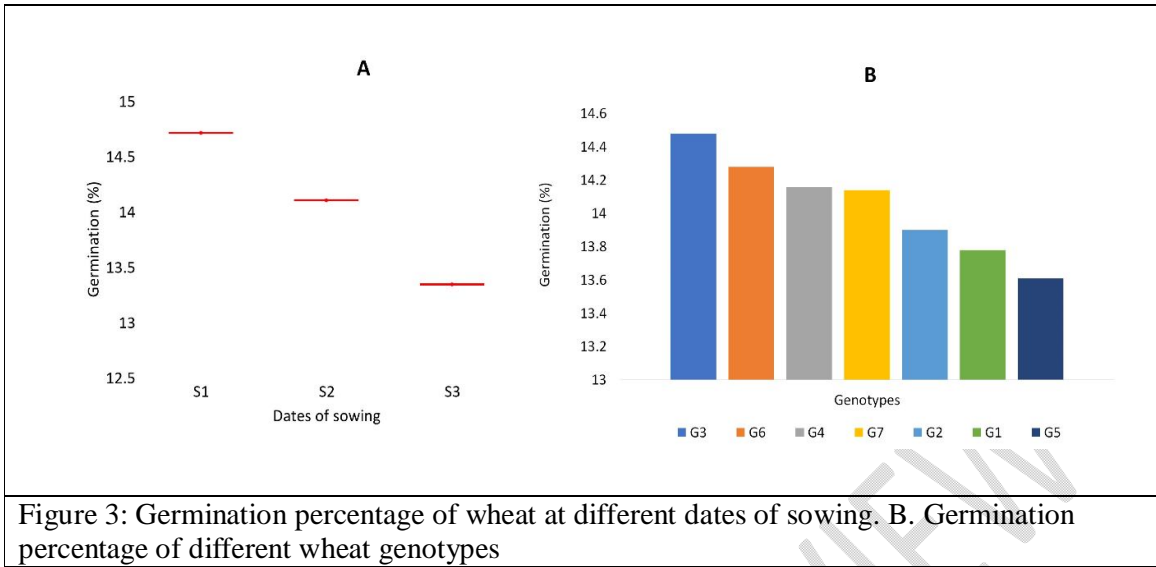 A
15
14.5
14
13.5
13
12.5
Germination (%)
S1 S2 S3
Dates of sowing
B
14.6
14.4
14.2
14
13.8
13.6
13.4
13.2
13
Germination (%)
Genotypes
G3 G6 G4 G7 G2 G1 G5
Figure 3: Germination percentage of wheat at different dates of sowing. B. Germination
percentage of different wheat genotypes